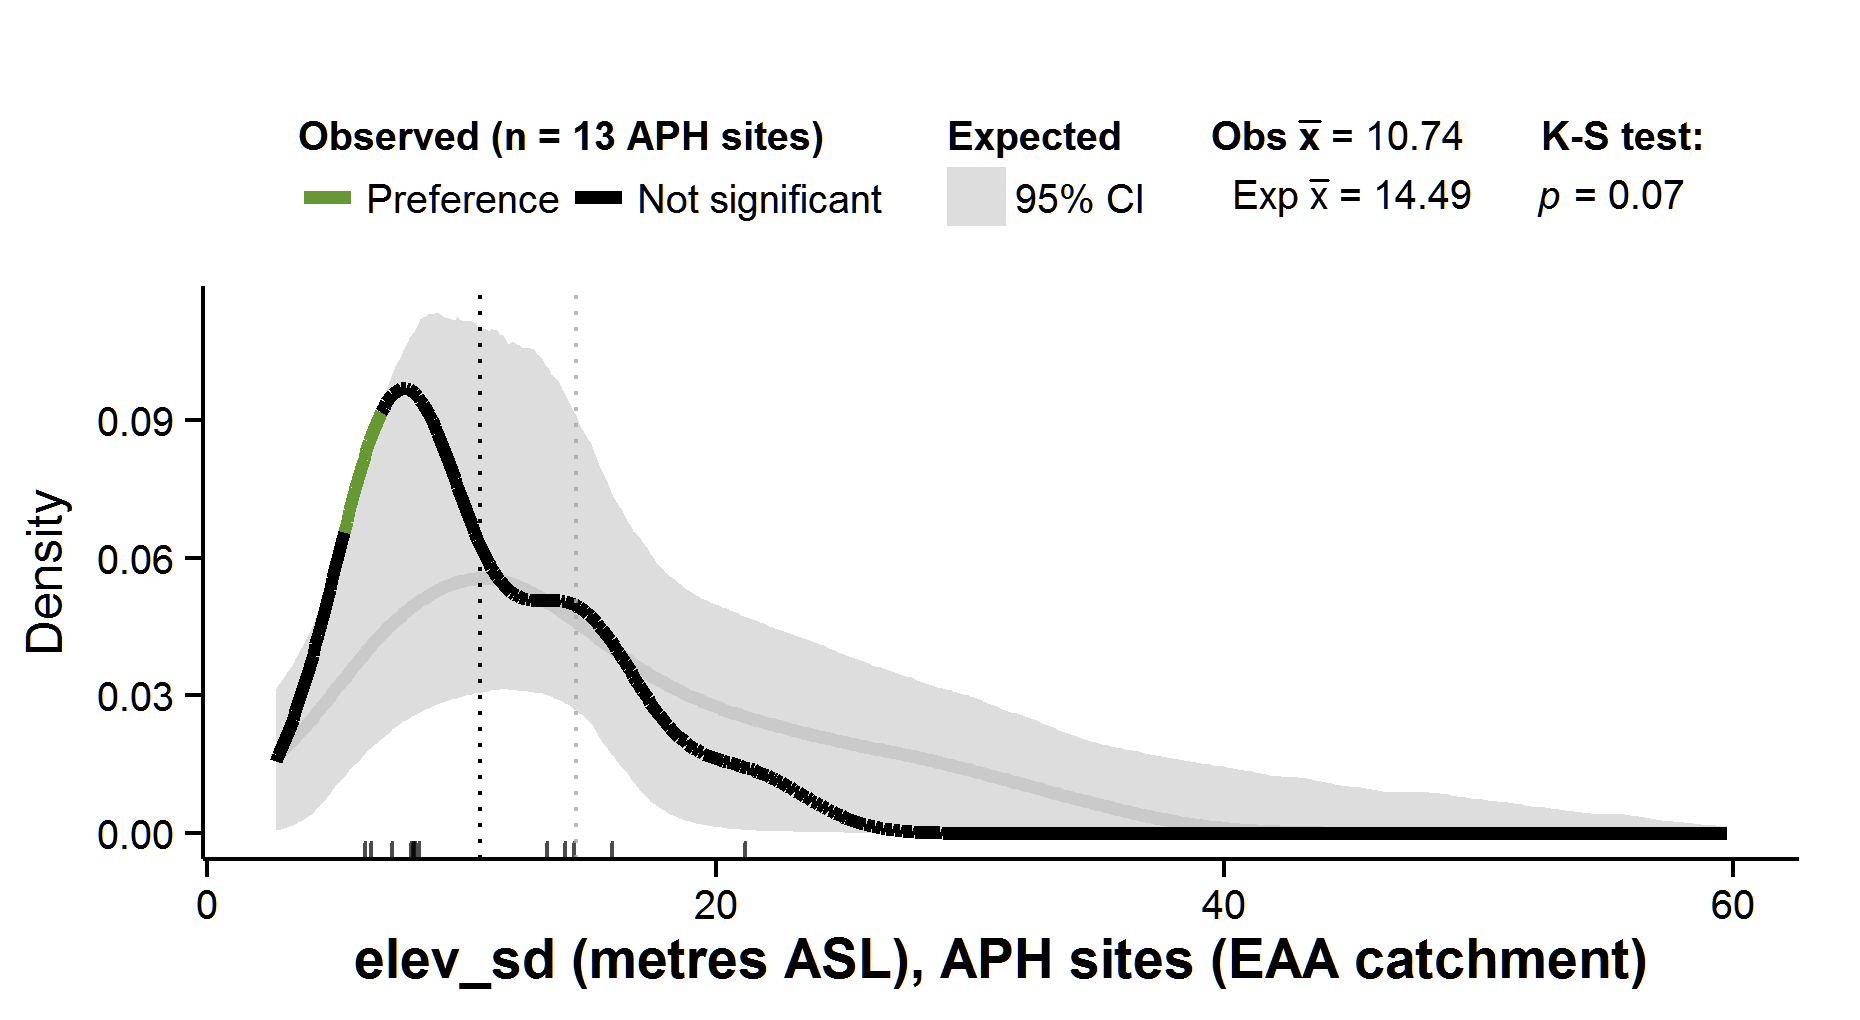 Observed (n = 13 APH sites) Expected Obs x̅ = 10.74 K-S test:
Preference Not significant 95% CI Exp x̅ = 14.49 p = 0.07
Density
0.09
0.06
0.03
0.00
0 20 40 60
elev_sd (metres ASL), APH sites (EAA catchment)